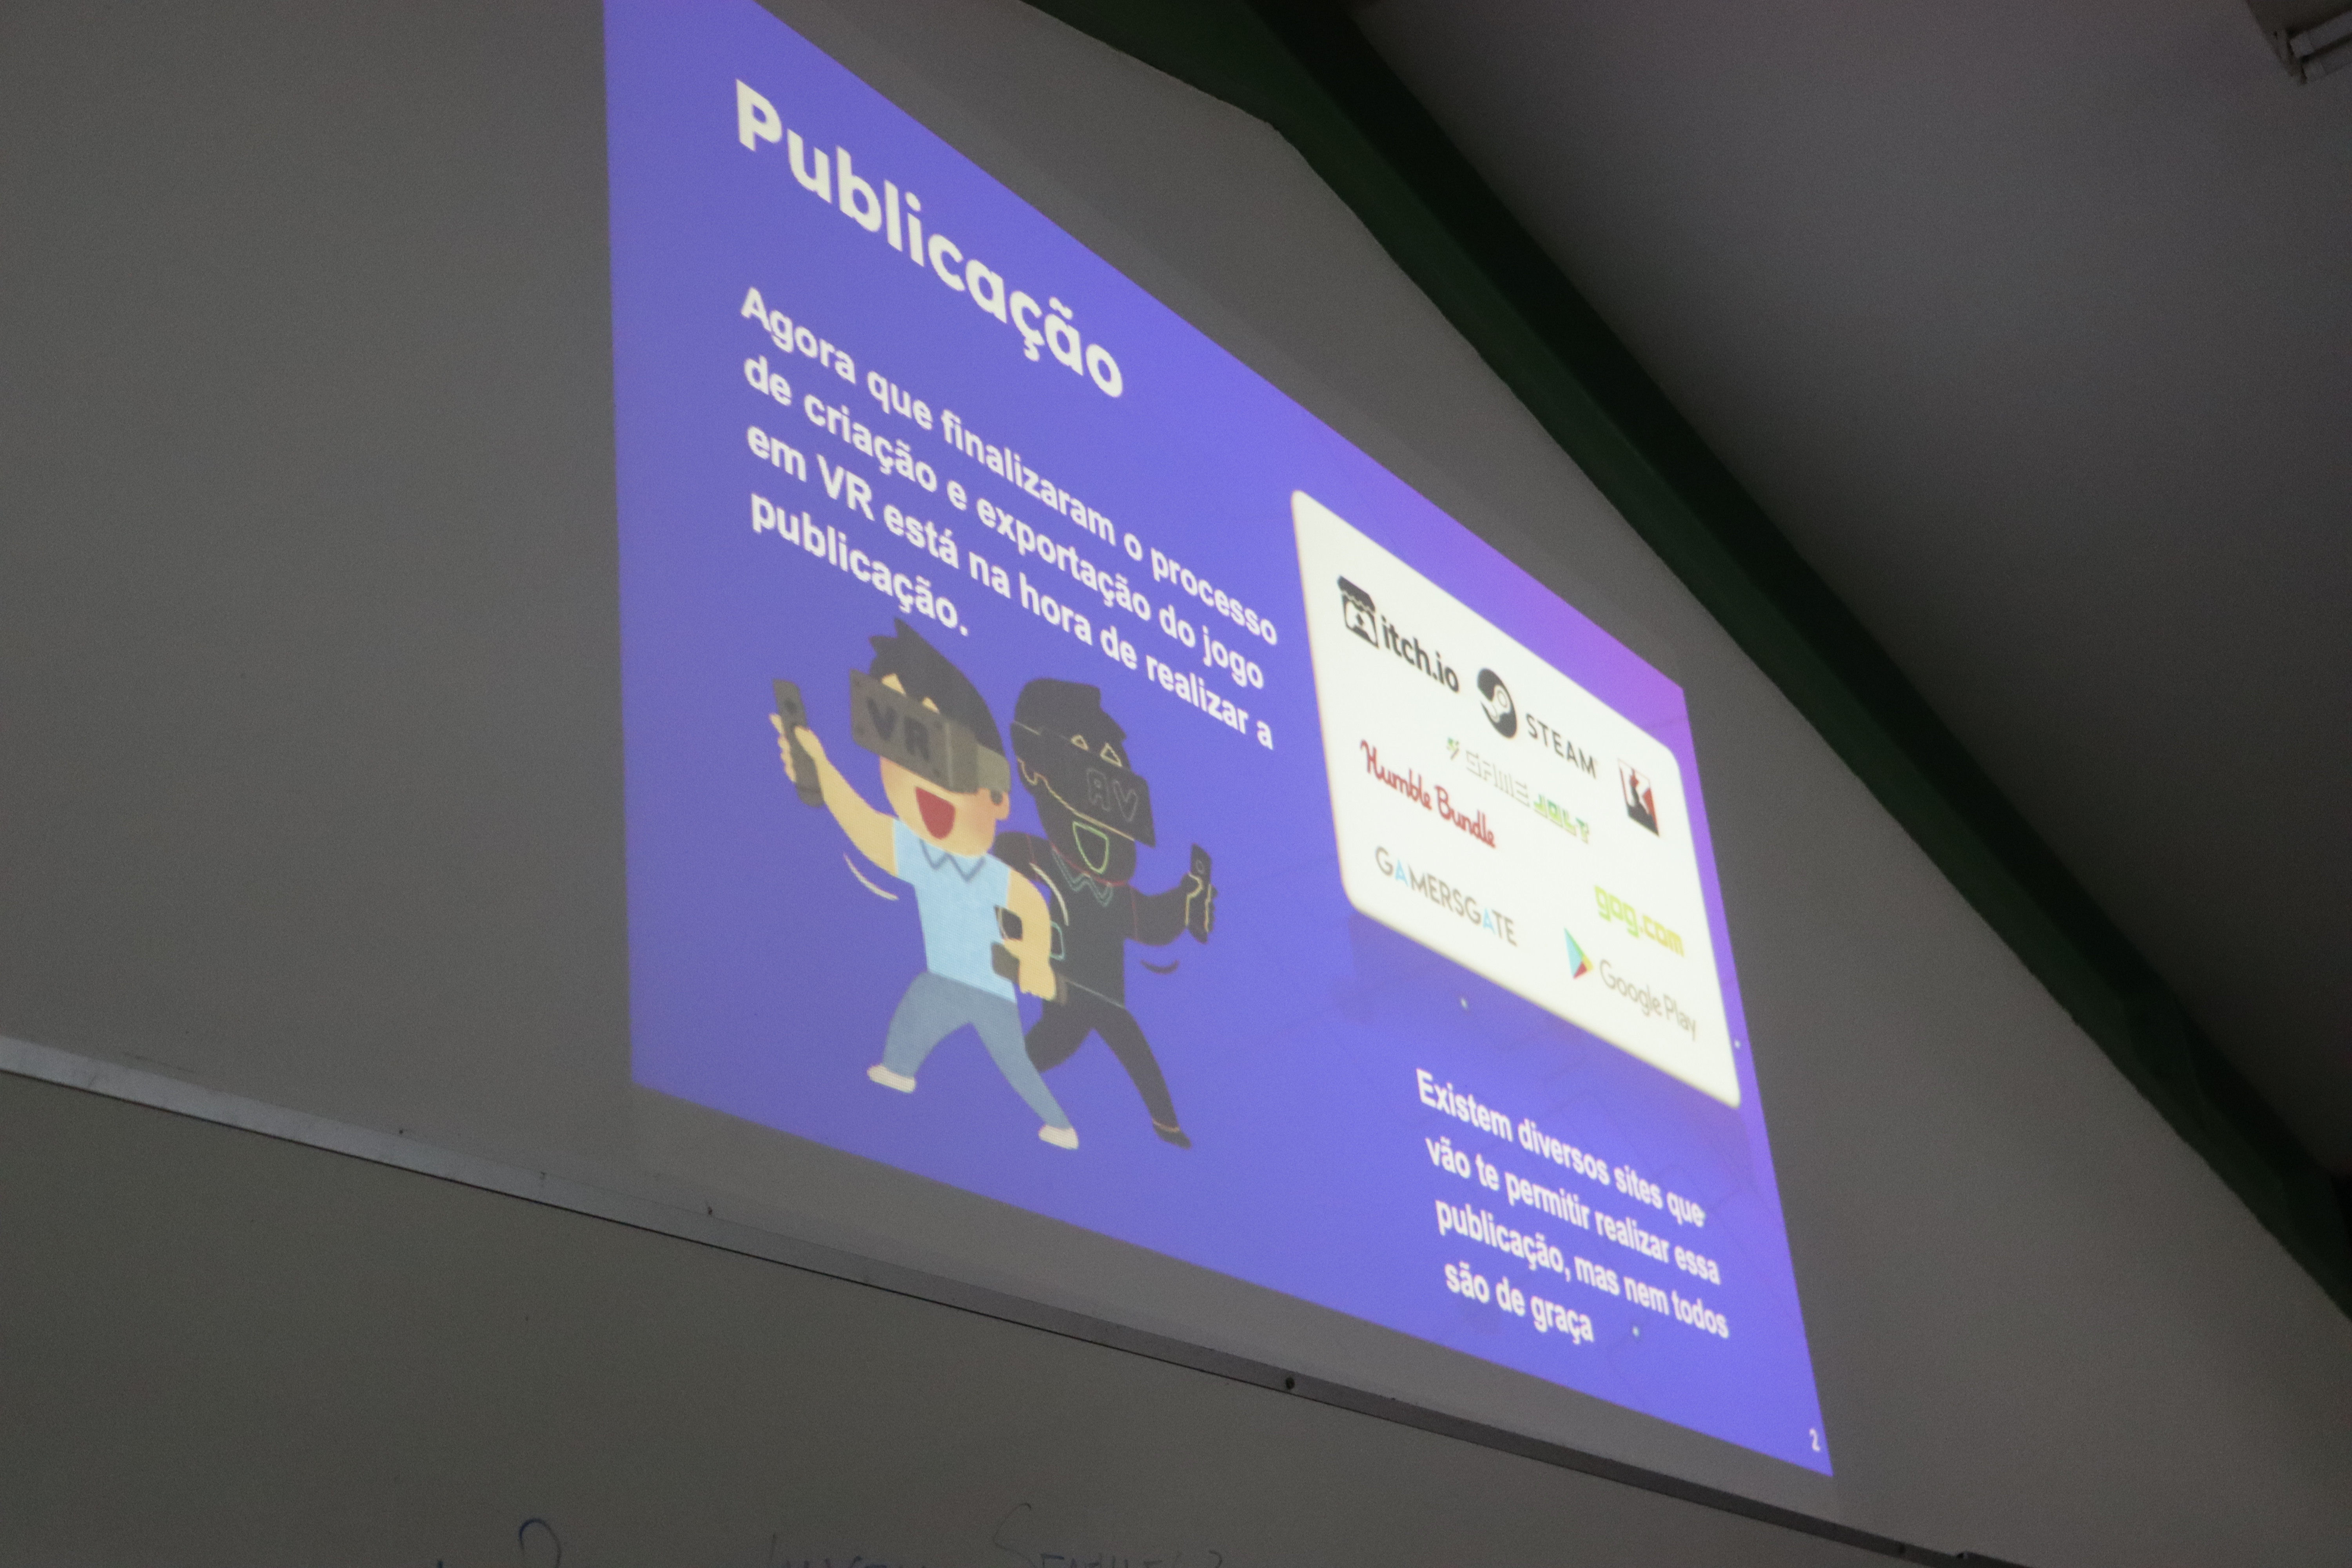 Publicação
Agora que finalizaram o processo
de criação e exportação do jogo
em VR está na hora de realizar a
publicação.
VR
VR
itch.io
STEAM
Humble Bundle
GAME JOLT
GAMERSGATE
gog.com
Google Play
Existem diversos sites que
vão te permitir realizar essa
publicação, mas nem todos
são de graça
2